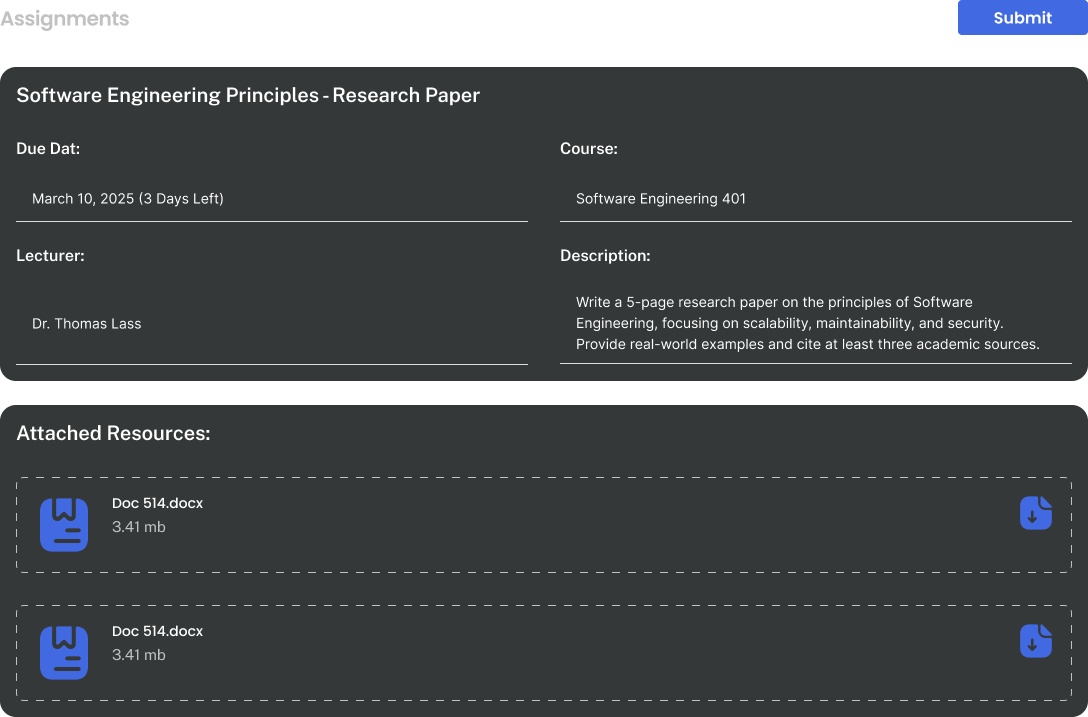 Assignments
Submit
Software Engineering Principles - Research Paper
Due Dat:
Course:
March 10, 2025 (3 Days Left)
Software Engineering 401
Lecturer:
Description:
Dr. Thomas Lass
Write a 5-page research paper on the principles of Software
Engineering, focusing on scalability, maintainability, and security.
Provide real-world examples and cite at least three academic sources.
Attached Resources:
Doc 514.docx
3.41 mb
Doc 514.docx
3.41 mb